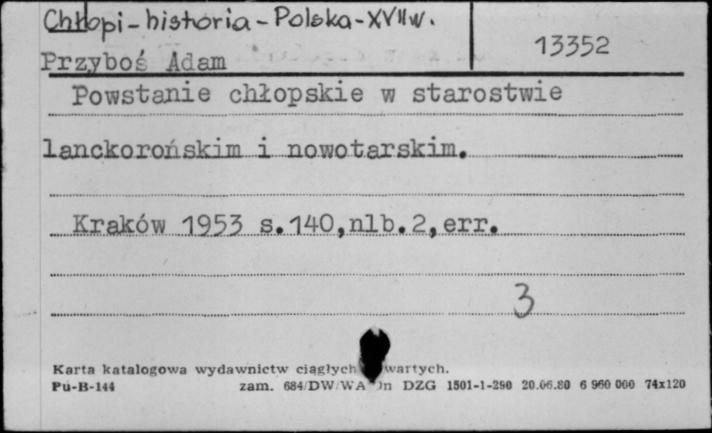 Chłopi-historia-Polska-XVIIw.
13352
Przyboś Adam
Powstanie chłopskie w starostwie
lanckorońskim i nowotarskim.
Kraków 1953 s.140,nlb.2,err.
3
Karta katalogowa wydawnictw ciągłych wartych.
Pu-B-144 zam. 684/DW/WA DZG 1501-1-290 20.06.80 6 960 000 74x120